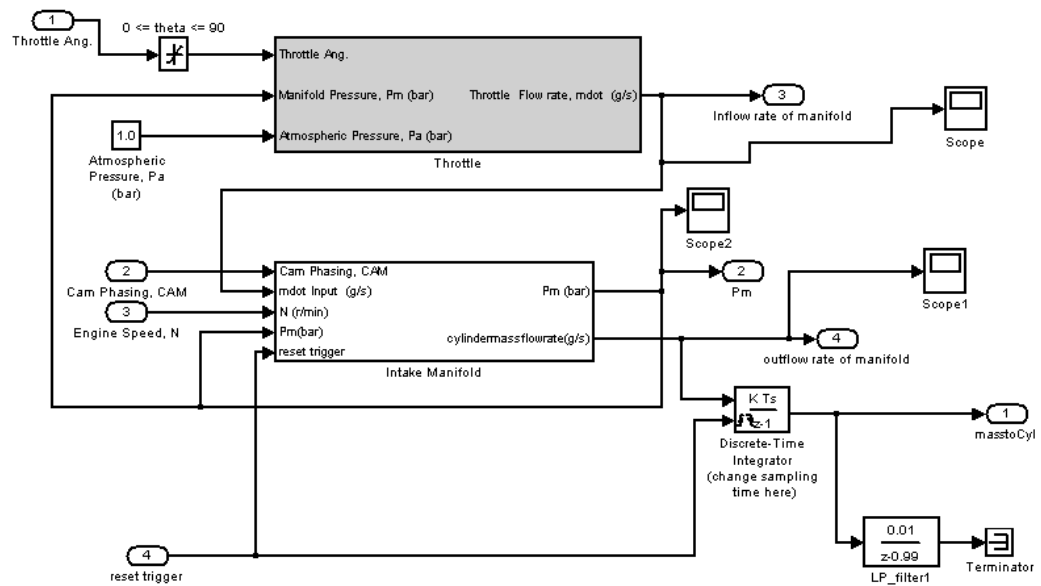 1
Throttle Ang.
0 <= theta <= 90
Throttle Ang.
Manifold Pressure, Pm (bar)
Throttle Flow rate, mdot (g/s)
Atmospheric Pressure, Pa (bar)
Throttle
1.0
Atmospheric
Pressure, Pa
(bar)
3
Inflow rate of manifold
Scope
Scope2
2
Cam Phasing, CAM
3
Engine Speed, N
Cam Phasing, CAM
mdot Input (g/s)
N (r/min)
Pm(bar)
reset trigger
Pm (bar)
cylindermassflowrate(g/s)
Intake Manifold
2
Pm
Scope1
4
outflow rate of manifold
K Ts
z-1
Discrete-Time
Integrator
(change sampling
time here)
1
masstoCyl
4
reset trigger
0.01
z-0.99
LP_filter1
Terminator